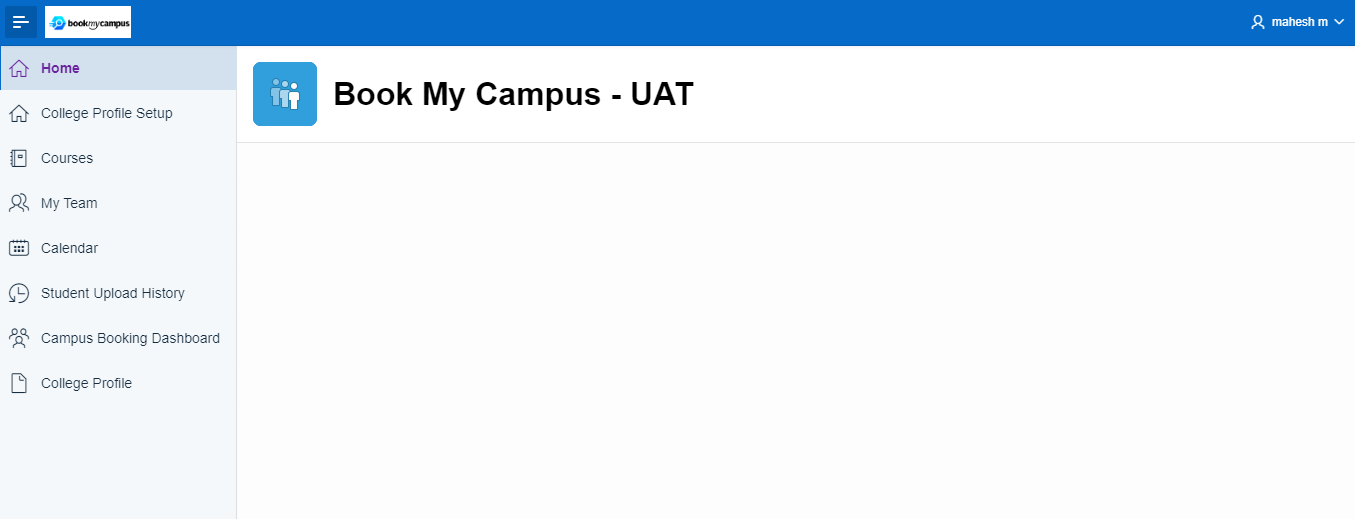 bookmycampus
mahesh m
Home
Book My Campus - UAT
College Profile Setup
Courses
My Team
Calendar
Student Upload History
Campus Booking Dashboard
College Profile